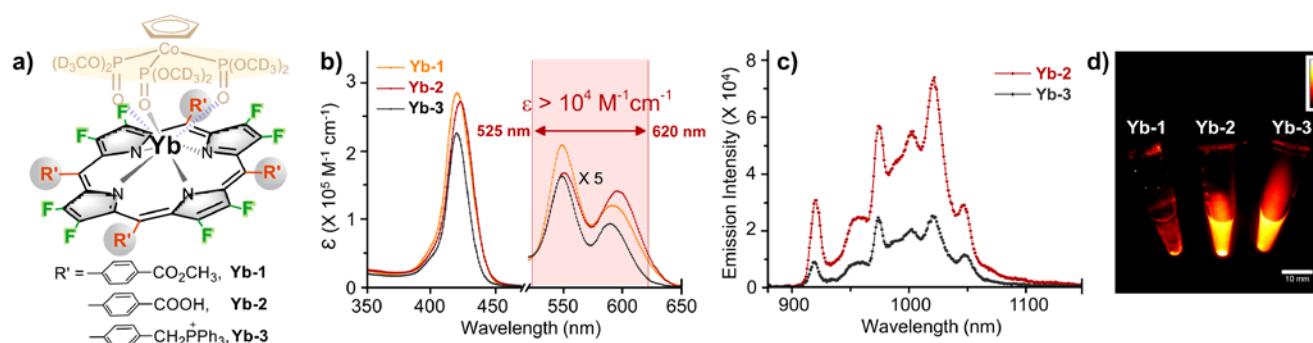 a)
Co
(D₃CO)₂P P(OCD₃)₂ P(OCD₃)₂
O O O
R'
F F F F
Yb
N N N N
R' R'
F F F F
R'
R' = CO₂CH₃, Yb-1
COOH, Yb-2
CH₂P⁺Ph₃, Yb-3
b)
Yb-1
Yb-2
Yb-3
ε > 10⁴ M⁻¹cm⁻¹
525 nm 620 nm
X 5
ε (X 10⁵ M⁻¹ cm⁻¹)
3
2
1
0
350 400 450 550 600 650
Wavelength (nm)
c)
Yb-2
Yb-3
Emission Intensity (X 10⁴)
8
6
4
2
0
900 1000 1100
Wavelength (nm)
d)
Yb-1 Yb-2 Yb-3
10 mm